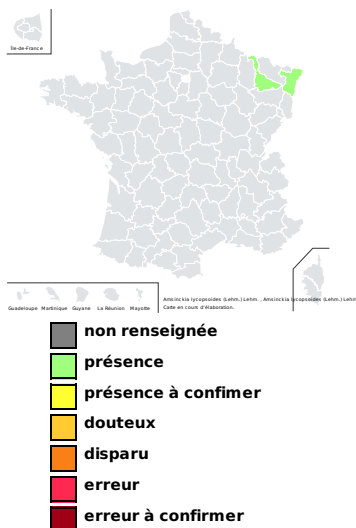 Île-de-France
Guadeloupe Martinique Guyane La Réunion Mayotte
Amsinckia lycopsoides (Lehm.) Lehm. , Amsinckia lycopsoides (Lehm.) Lehm
Carte en cours d'élaboration.
non renseignée
présence
présence à confimer
douteux
disparu
erreur
erreur à confirmer